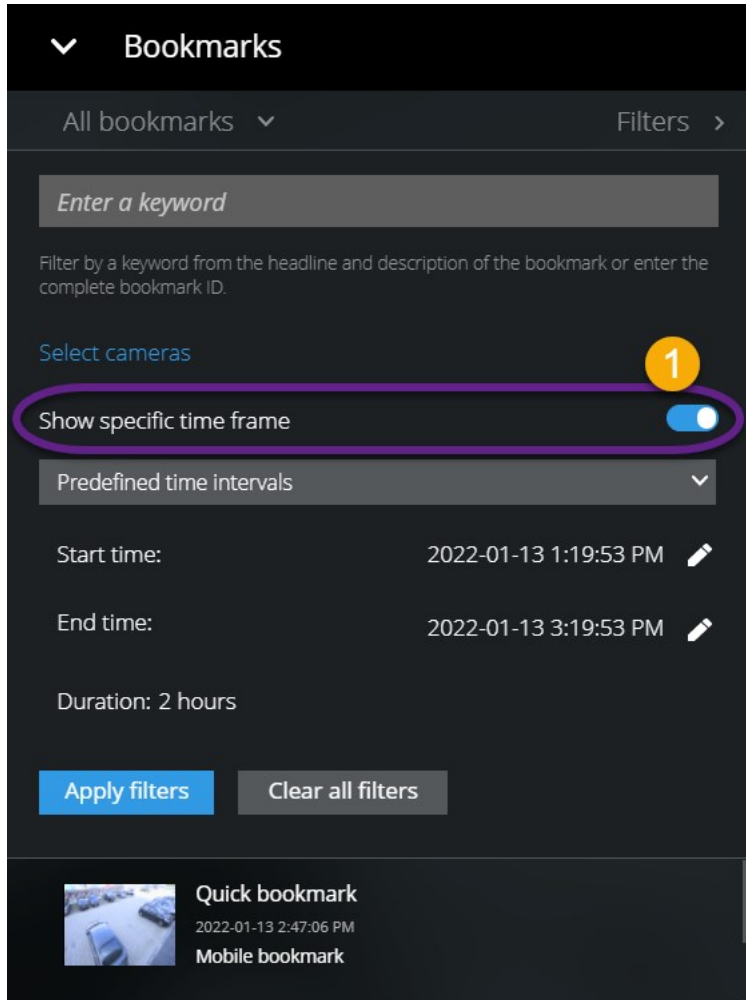 Bookmarks
All bookmarks Filters
Enter a keyword
Filter by a keyword from the headline and description of the bookmark or enter the
complete bookmark ID.
Select cameras
1
Show specific time frame
Predefined time intervals
Start time: 2022-01-13 1:19:53 PM
End time: 2022-01-13 3:19:53 PM
Duration: 2 hours
Apply filters Clear all filters
Quick bookmark
2022-01-13 2:47:06 PM
Mobile bookmark